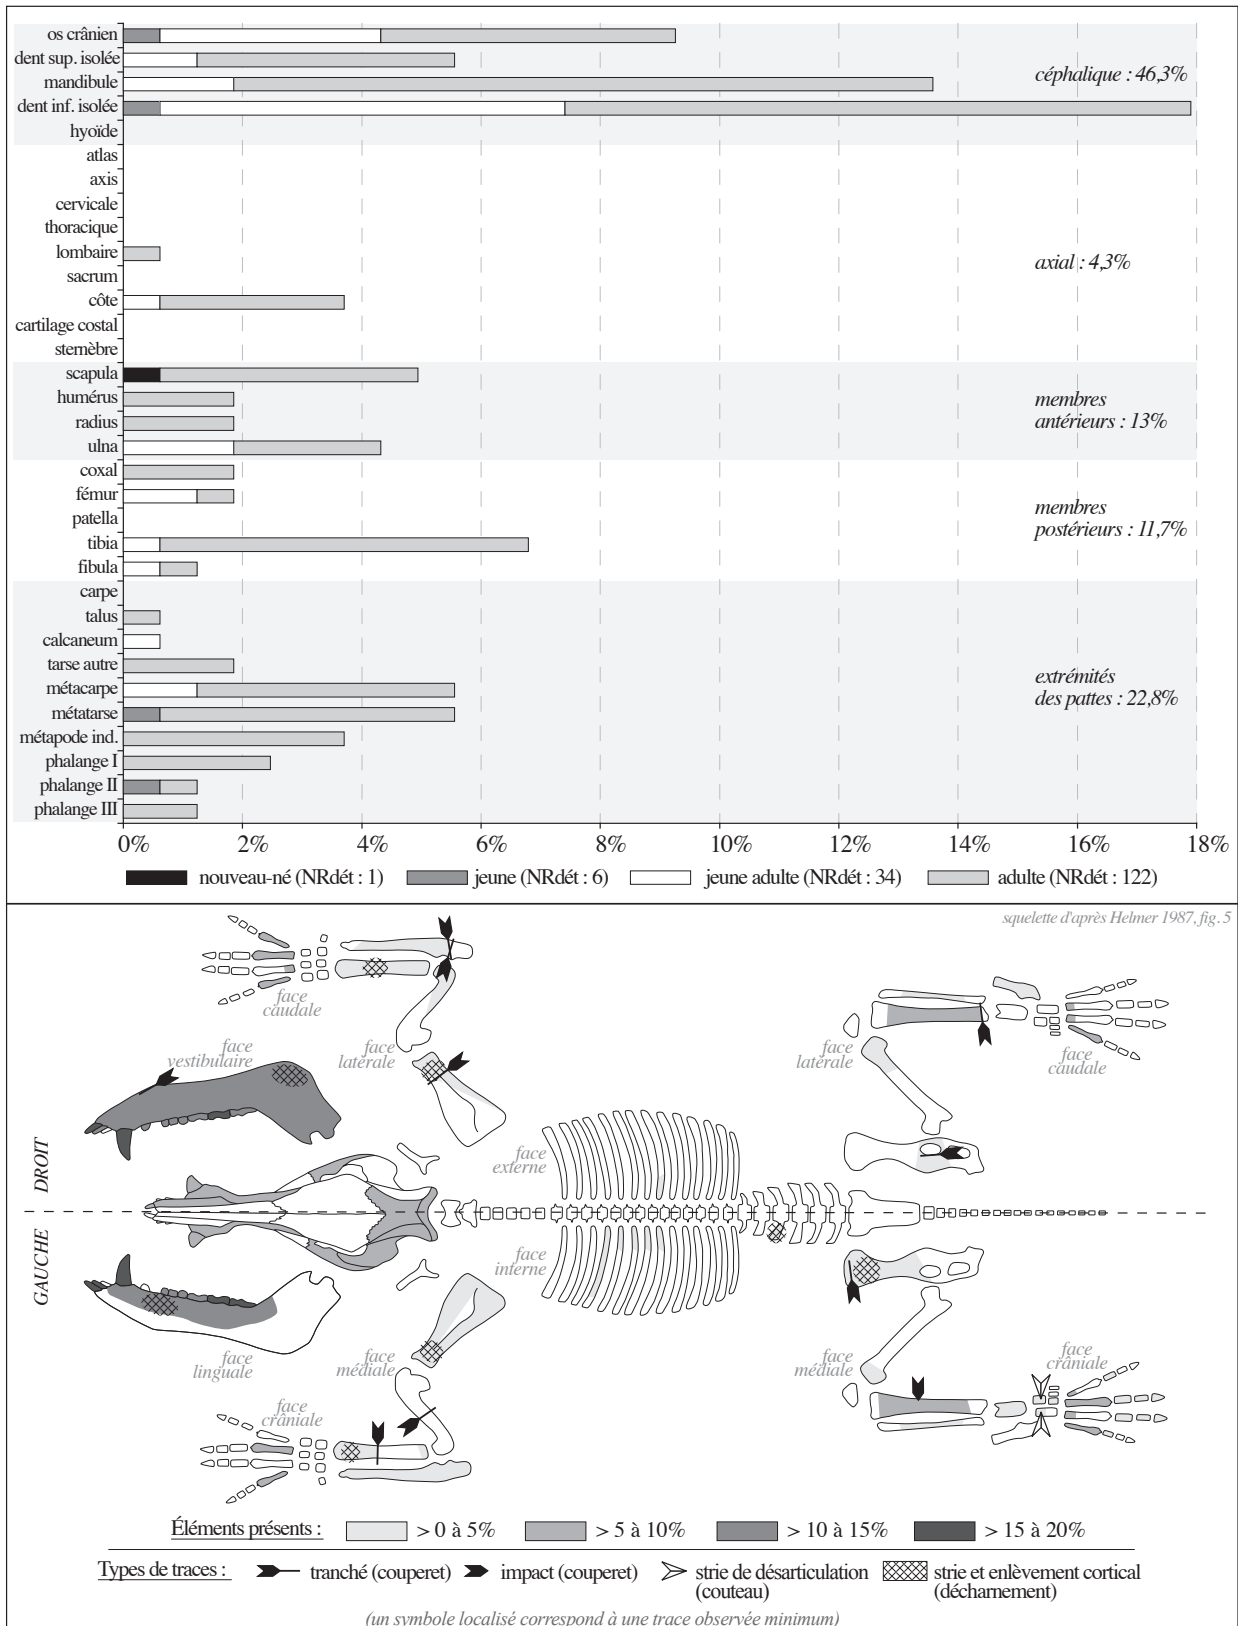 os crânien
dent sup. isolée
mandibule
dent inf. isolée
hyoïde
atlas
axis
cervicale
thoracique
lombaire
sacrum
côte
cartilage costal
sternèbre
scapula
humérus
radius
ulna
coxal
fémur
patella
tibia
fibula
carpe
talus
calcaneum
tarse autre
métacarpe
métatarse
métapode ind.
phalange I
phalange II
phalange III
céphalique : 46,3%
axial : 4,3%
membres
antérieurs : 13%
membres
postérieurs : 11,7%
extrémités
des pattes : 22,8%
0% 2% 4% 6% 8% 10% 12% 14% 16% 18%
nouveau-né (NRdét : 1) jeune (NRdét : 6) jeune adulte (NRdét : 34) adulte (NRdét : 122)
squelette d'après Helmer 1987, fig. 5
face
caudale
face
vestibulaire
face
latérale
face
latérale
face
caudale
DROIT
face
externe
GAUCHE
face
interne
face
linguale
face
médiale
face
médiale
face
crâniale
face
crâniale
Éléments présents : > 0 à 5% > 5 à 10% > 10 à 15% > 15 à 20%
Types de traces : tranché (couperet) impact (couperet) strie de désarticulation
(couteau)
strie et enlèvement cortical
(décharnement)
(un symbole localisé correspond à une trace observée minimum)